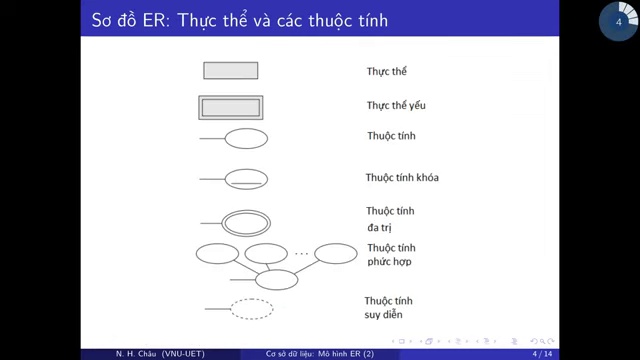 Sơ đồ ER: Thực thể và các thuộc tính
4
Thực thể
Thực thể yếu
Thuộc tính
Thuộc tính khóa
Thuộc tính
đa trị
Thuộc tính
phức hợp
Thuộc tính
suy diễn
N. H. Châu (VNU-UET) Cơ sở dữ liệu: Mô hình ER (2) 4 / 14